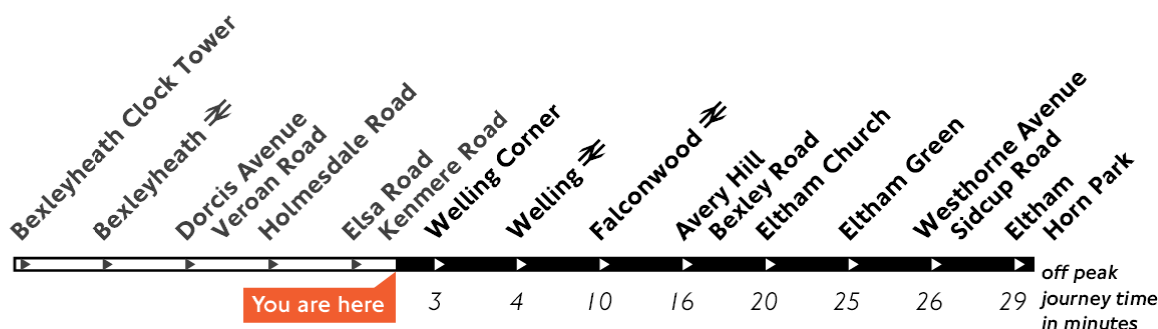 Bexleyheath Clock Tower
Bexleyheath
Dorcis Avenue
Veroan Road
Holmesdale Road
Elsa Road
Kenmere Road
Welling Corner
Welling
Falconwood
Avery Hill
Bexley Road
Eltham Church
Eltham Green
Westhorne Avenue
Sidcup Road
Eltham
Horn Park
You are here
3 4 10 16 20 25 26 29
off peak
journey time
in minutes